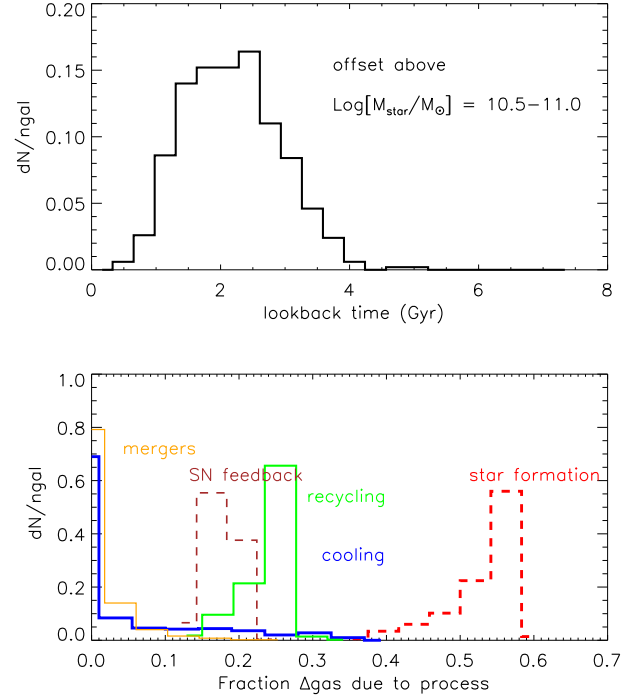 0.20
offset above
0.15
Log[M_star/M_⊙] = 10.5−11.0
dN/ngal
0.10
0.05
0.00
0 2 4 6 8
lookback time (Gyr)
1.0
0.8
mergers
SN feedback
star formation
dN/ngal
0.6
recycling
0.4
cooling
0.2
0.0
0.0 0.1 0.2 0.3 0.4 0.5 0.6 0.7
Fraction Δgas due to process